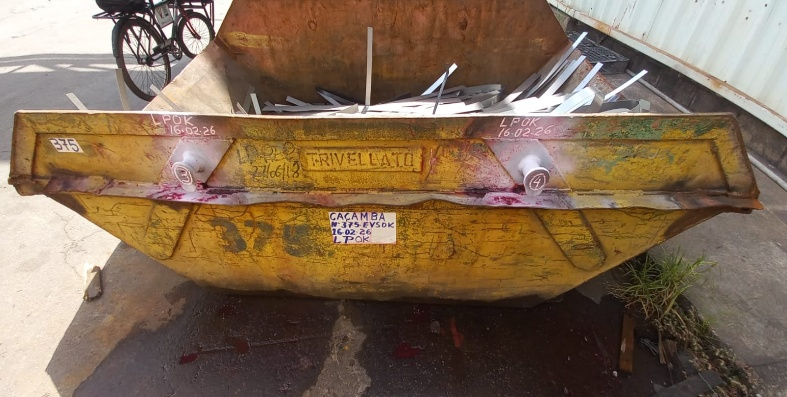 LPOK
16-02-26
LPOK
16-02-26
375
TRIVELLATO
3
4
375
CAÇAMBA
Nº 375-EVSOK
16-02-26
LPOK